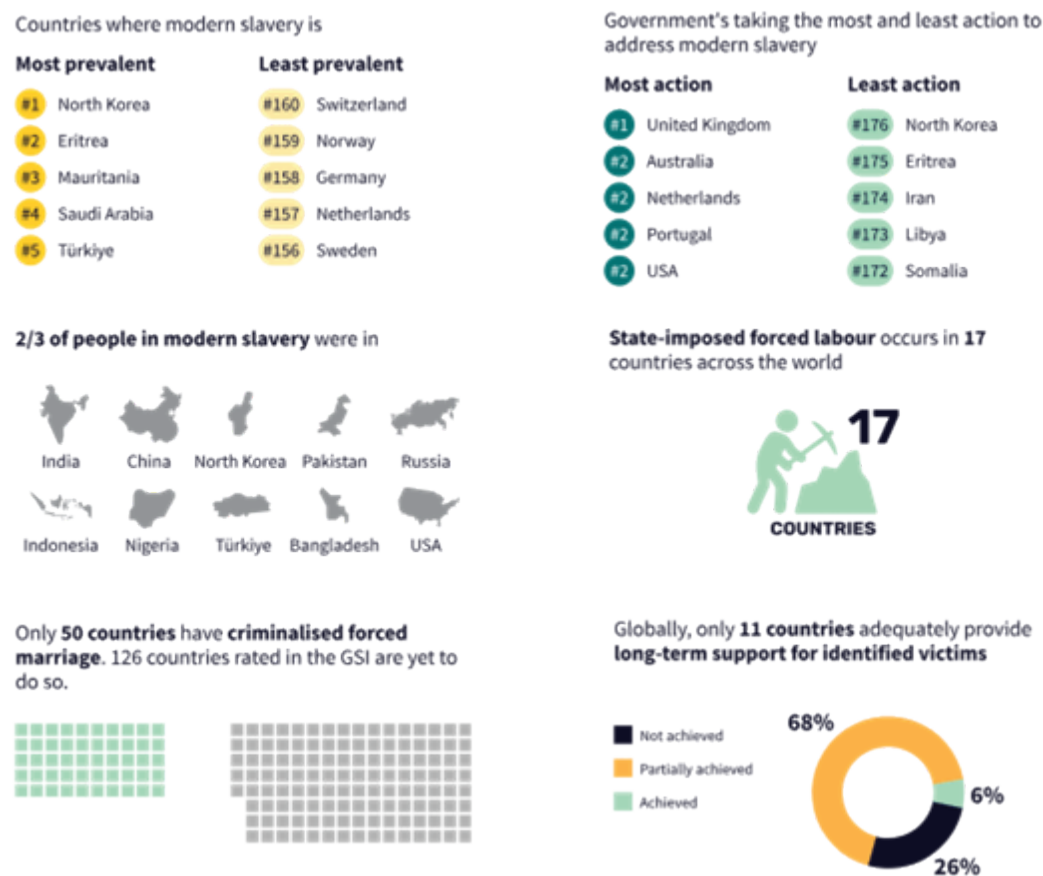 Countries where modern slavery is
Most prevalent
#1 North Korea
#2 Eritrea
#3 Mauritania
#4 Saudi Arabia
#5 Türkiye
Least prevalent
#160 Switzerland
#159 Norway
#158 Germany
#157 Netherlands
#156 Sweden
Government's taking the most and least action to
address modern slavery
Most action
#1 United Kingdom
#2 Australia
#2 Netherlands
#2 Portugal
#2 USA
Least action
#176 North Korea
#175 Eritrea
#174 Iran
#173 Libya
#172 Somalia
2/3 of people in modern slavery were in
India China North Korea Pakistan Russia
Indonesia Nigeria Türkiye Bangladesh USA
State-imposed forced labour occurs in 17
countries across the world
17
COUNTRIES
Only 50 countries have criminalised forced
marriage. 126 countries rated in the GSI are yet to
do so.
Globally, only 11 countries adequately provide
long-term support for identified victims
Not achieved
Partially achieved
Achieved
68%
6%
26%